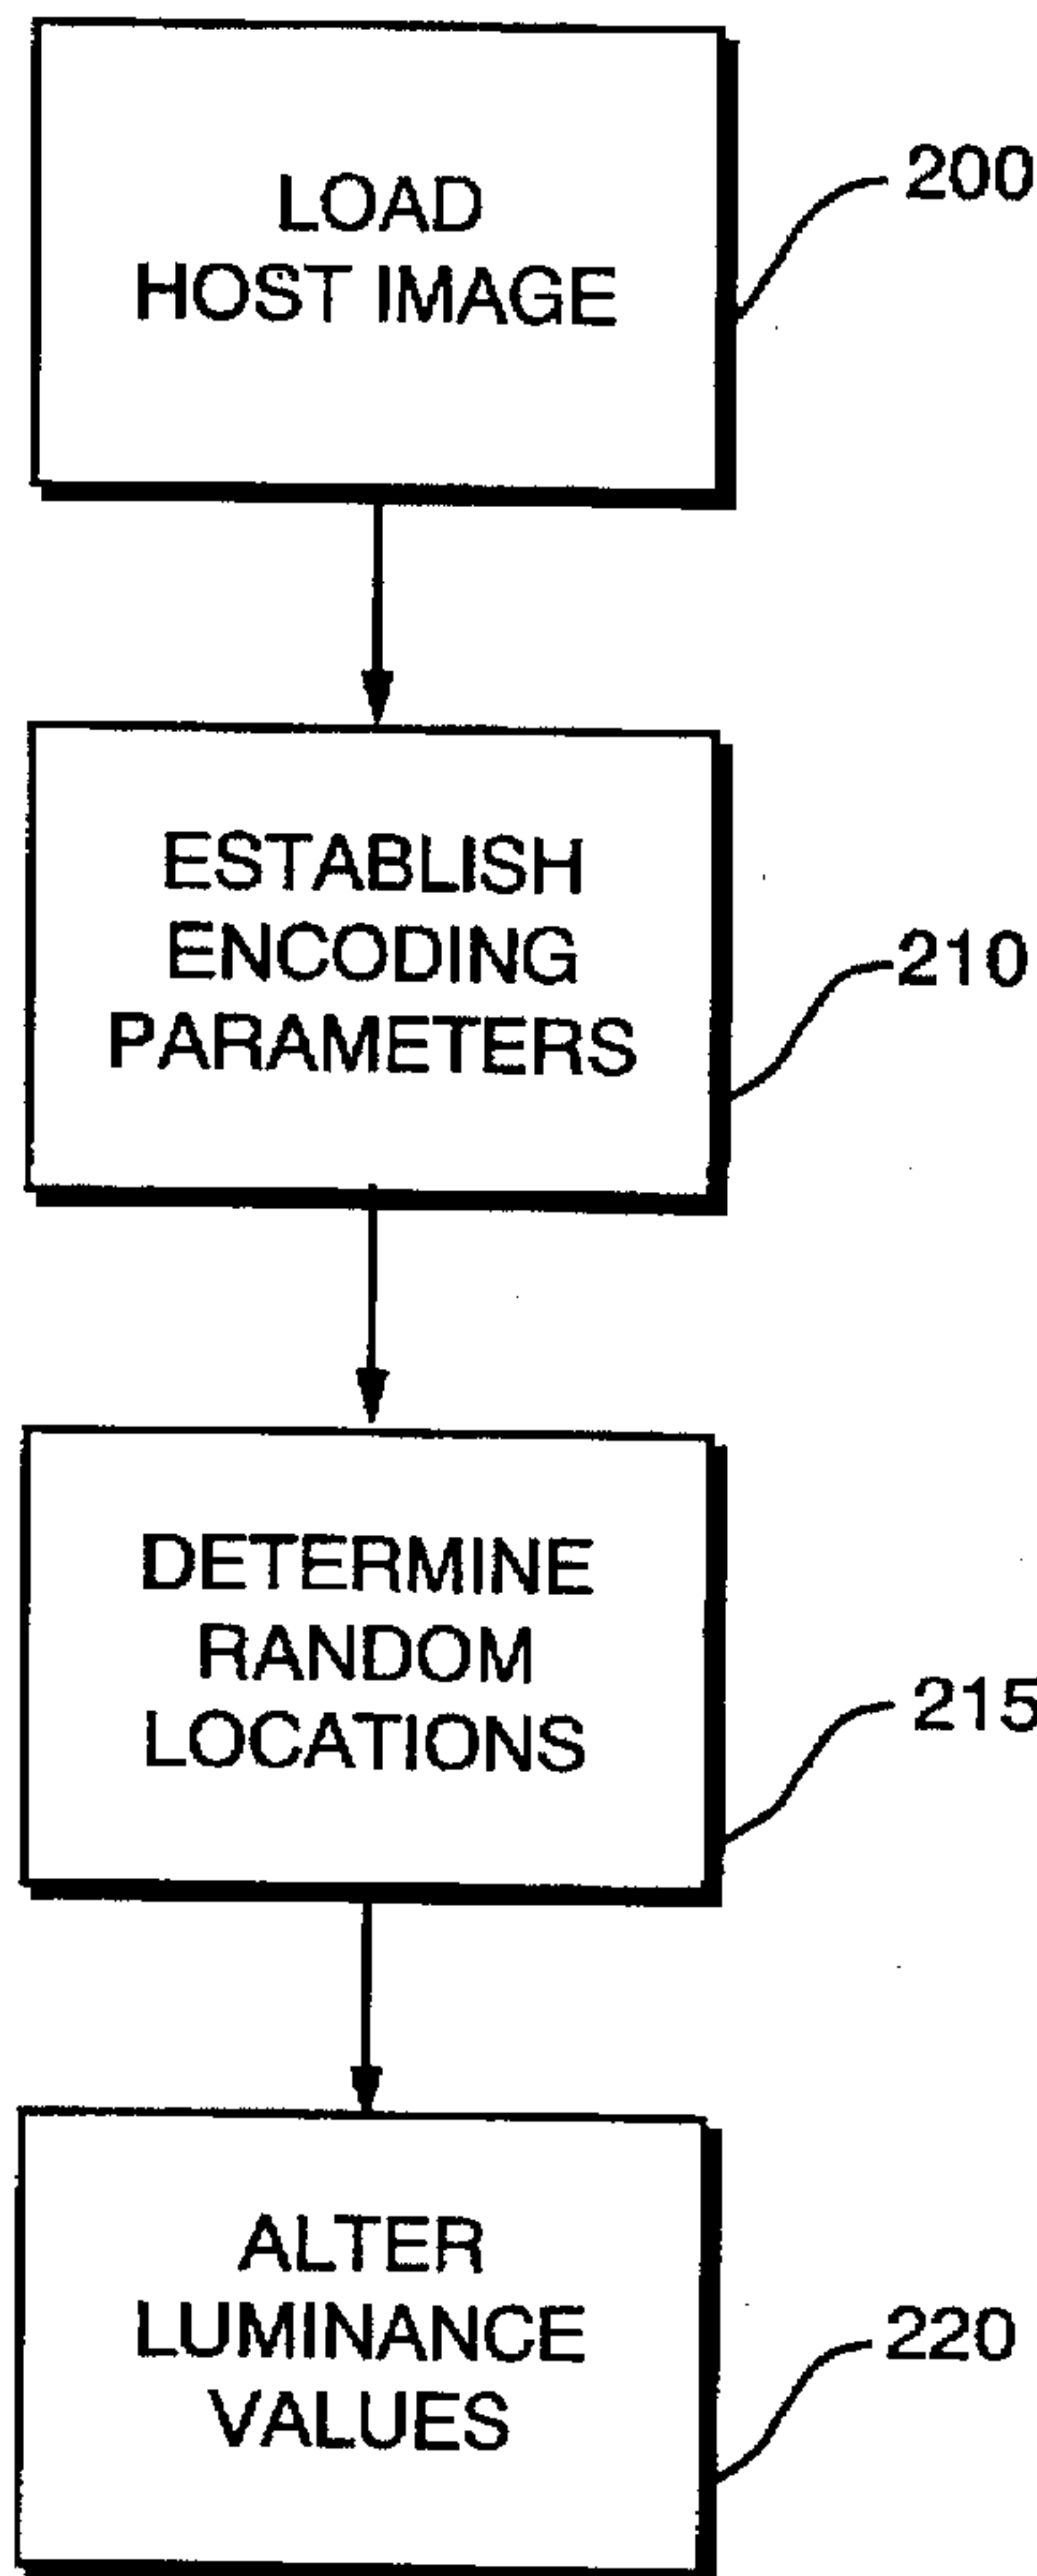 LOAD
HOST IMAGE
200
ESTABLISH
ENCODING
PARAMETERS
210
DETERMINE
RANDOM
LOCATIONS
215
ALTER
LUMINANCE
VALUES
220